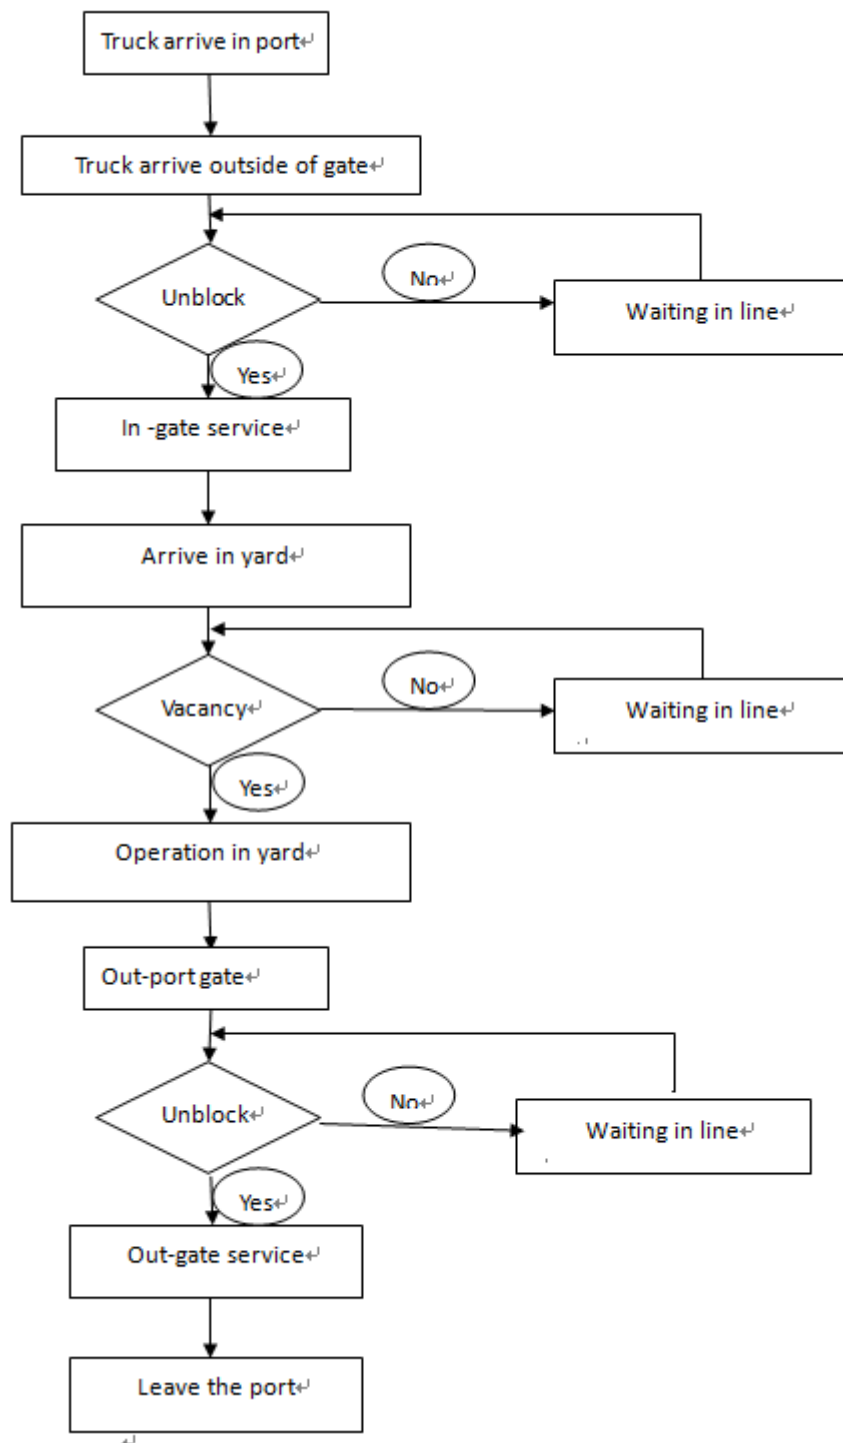 Truck arrive in port↵
Truck arrive outside of gate↵
Unblock
No↵
Waiting in line↵
Yes↵
In -gate service↵
Arrive in yard↵
Vacancy↵
No↵
Waiting in line↵
Yes↵
Operation in yard↵
Out-port gate↵
Unblock↵
No↵
Waiting in line↵
Yes↵
Out-gate service↵
Leave the port↵